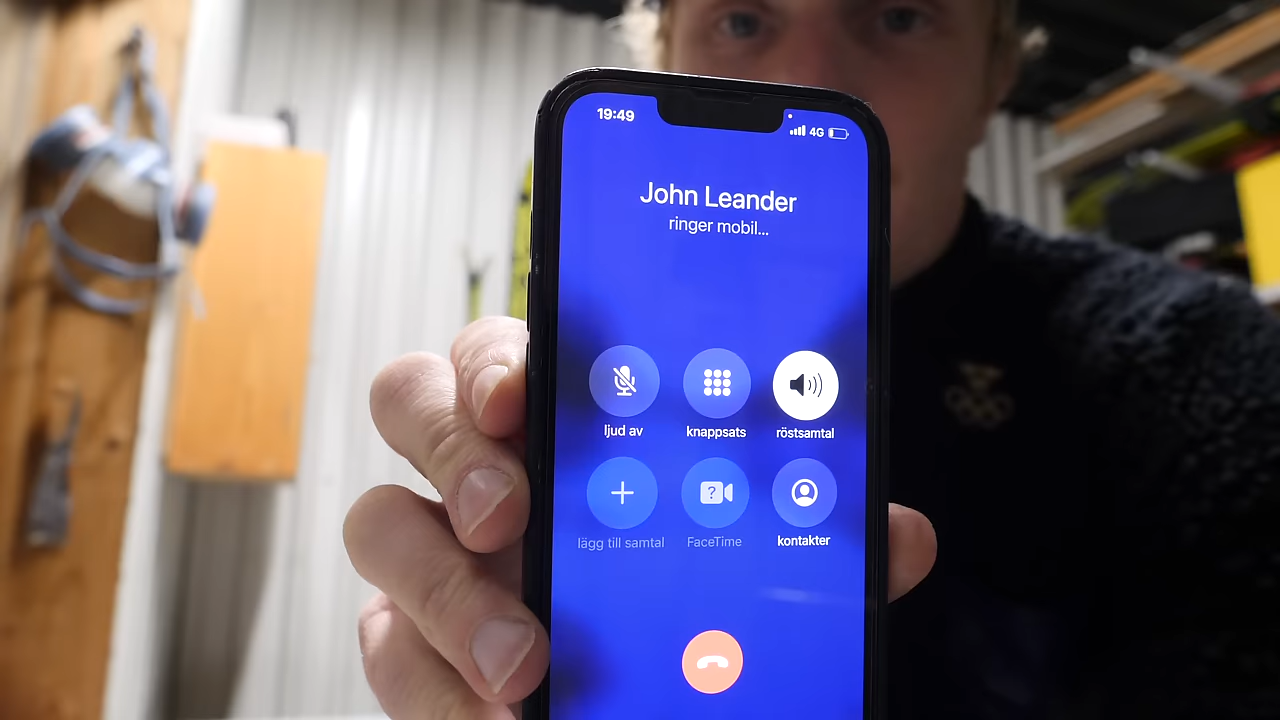 19:49
4G
John Leander
ringer mobil...
ljud av
knappsats
röstsamtal
lägg till samtal
FaceTime
kontakter